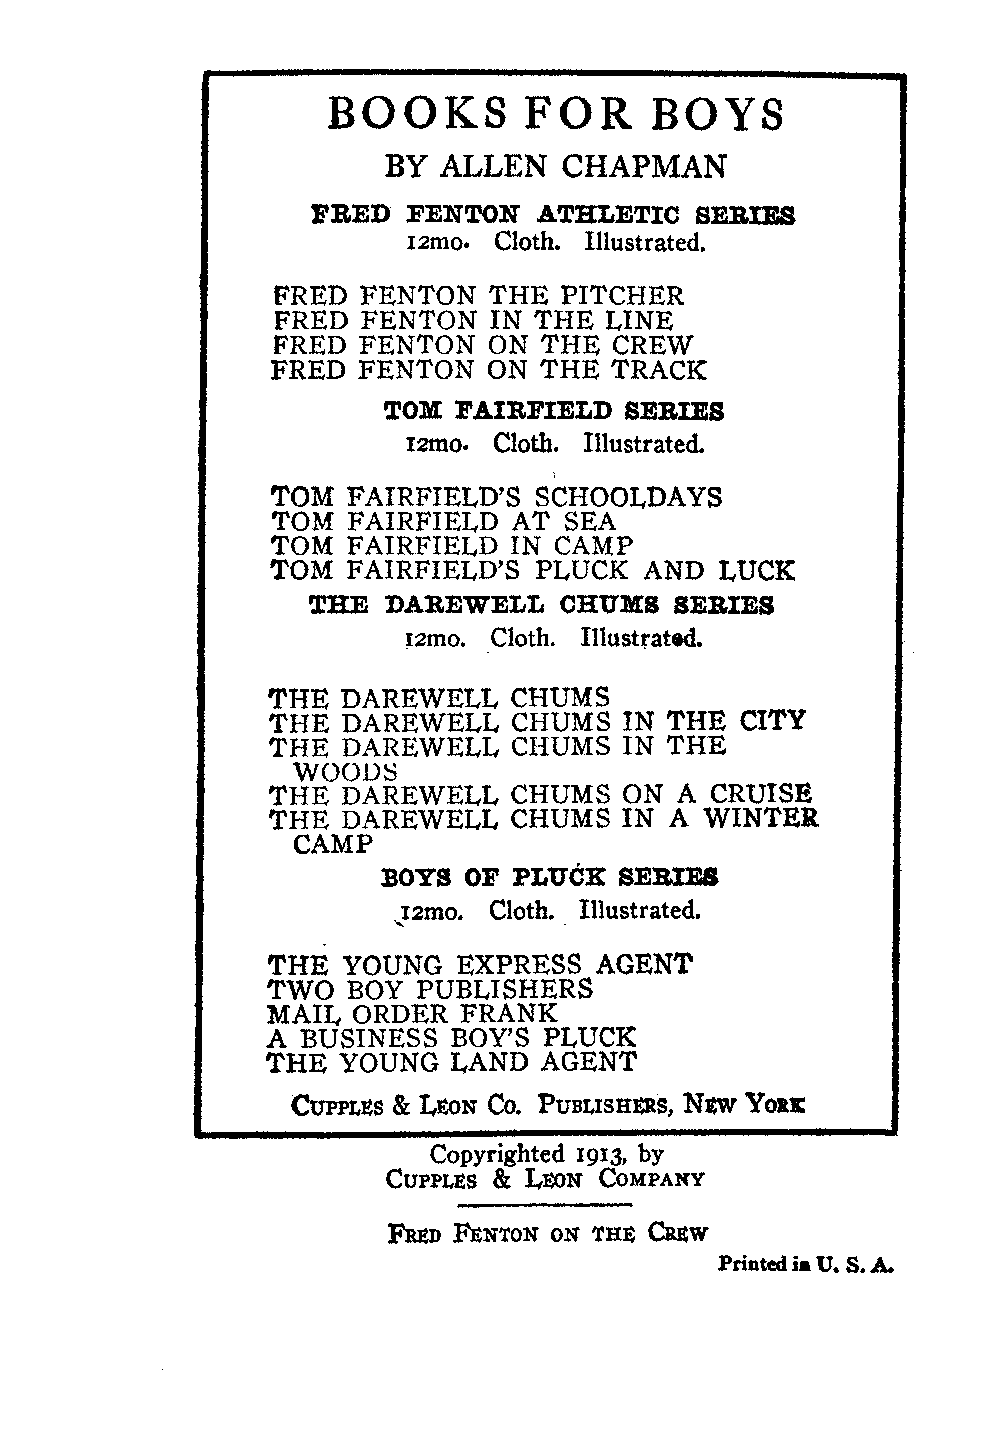 BOOKS FOR BOYS
BY ALLEN CHAPMAN
FRED FENTON ATHLETIC SERIES
12mo. Cloth. Illustrated.
FRED FENTON THE PITCHER
FRED FENTON IN THE LINE
FRED FENTON ON THE CREW
FRED FENTON ON THE TRACK
TOM FAIRFIELD SERIES
12mo. Cloth. Illustrated.
TOM FAIRFIELD'S SCHOOLDAYS
TOM FAIRFIELD AT SEA
TOM FAIRFIELD IN CAMP
TOM FAIRFIELD'S PLUCK AND LUCK
THE DAREWELL CHUMS SERIES
12mo. Cloth. Illustrated.
THE DAREWELL CHUMS
THE DAREWELL CHUMS IN THE CITY
THE DAREWELL CHUMS IN THE
WOODS
THE DAREWELL CHUMS ON A CRUISE
THE DAREWELL CHUMS IN A WINTER
CAMP
BOYS OF PLUCK SERIES
12mo. Cloth. Illustrated.
THE YOUNG EXPRESS AGENT
TWO BOY PUBLISHERS
MAIL ORDER FRANK
A BUSINESS BOY'S PLUCK
THE YOUNG LAND AGENT
CUPPLES & LEON CO. PUBLISHERS, NEW YORK
Copyrighted 1913, by
CUPPLES & LEON COMPANY
FRED FENTON ON THE CREW
Printed in U. S. A.